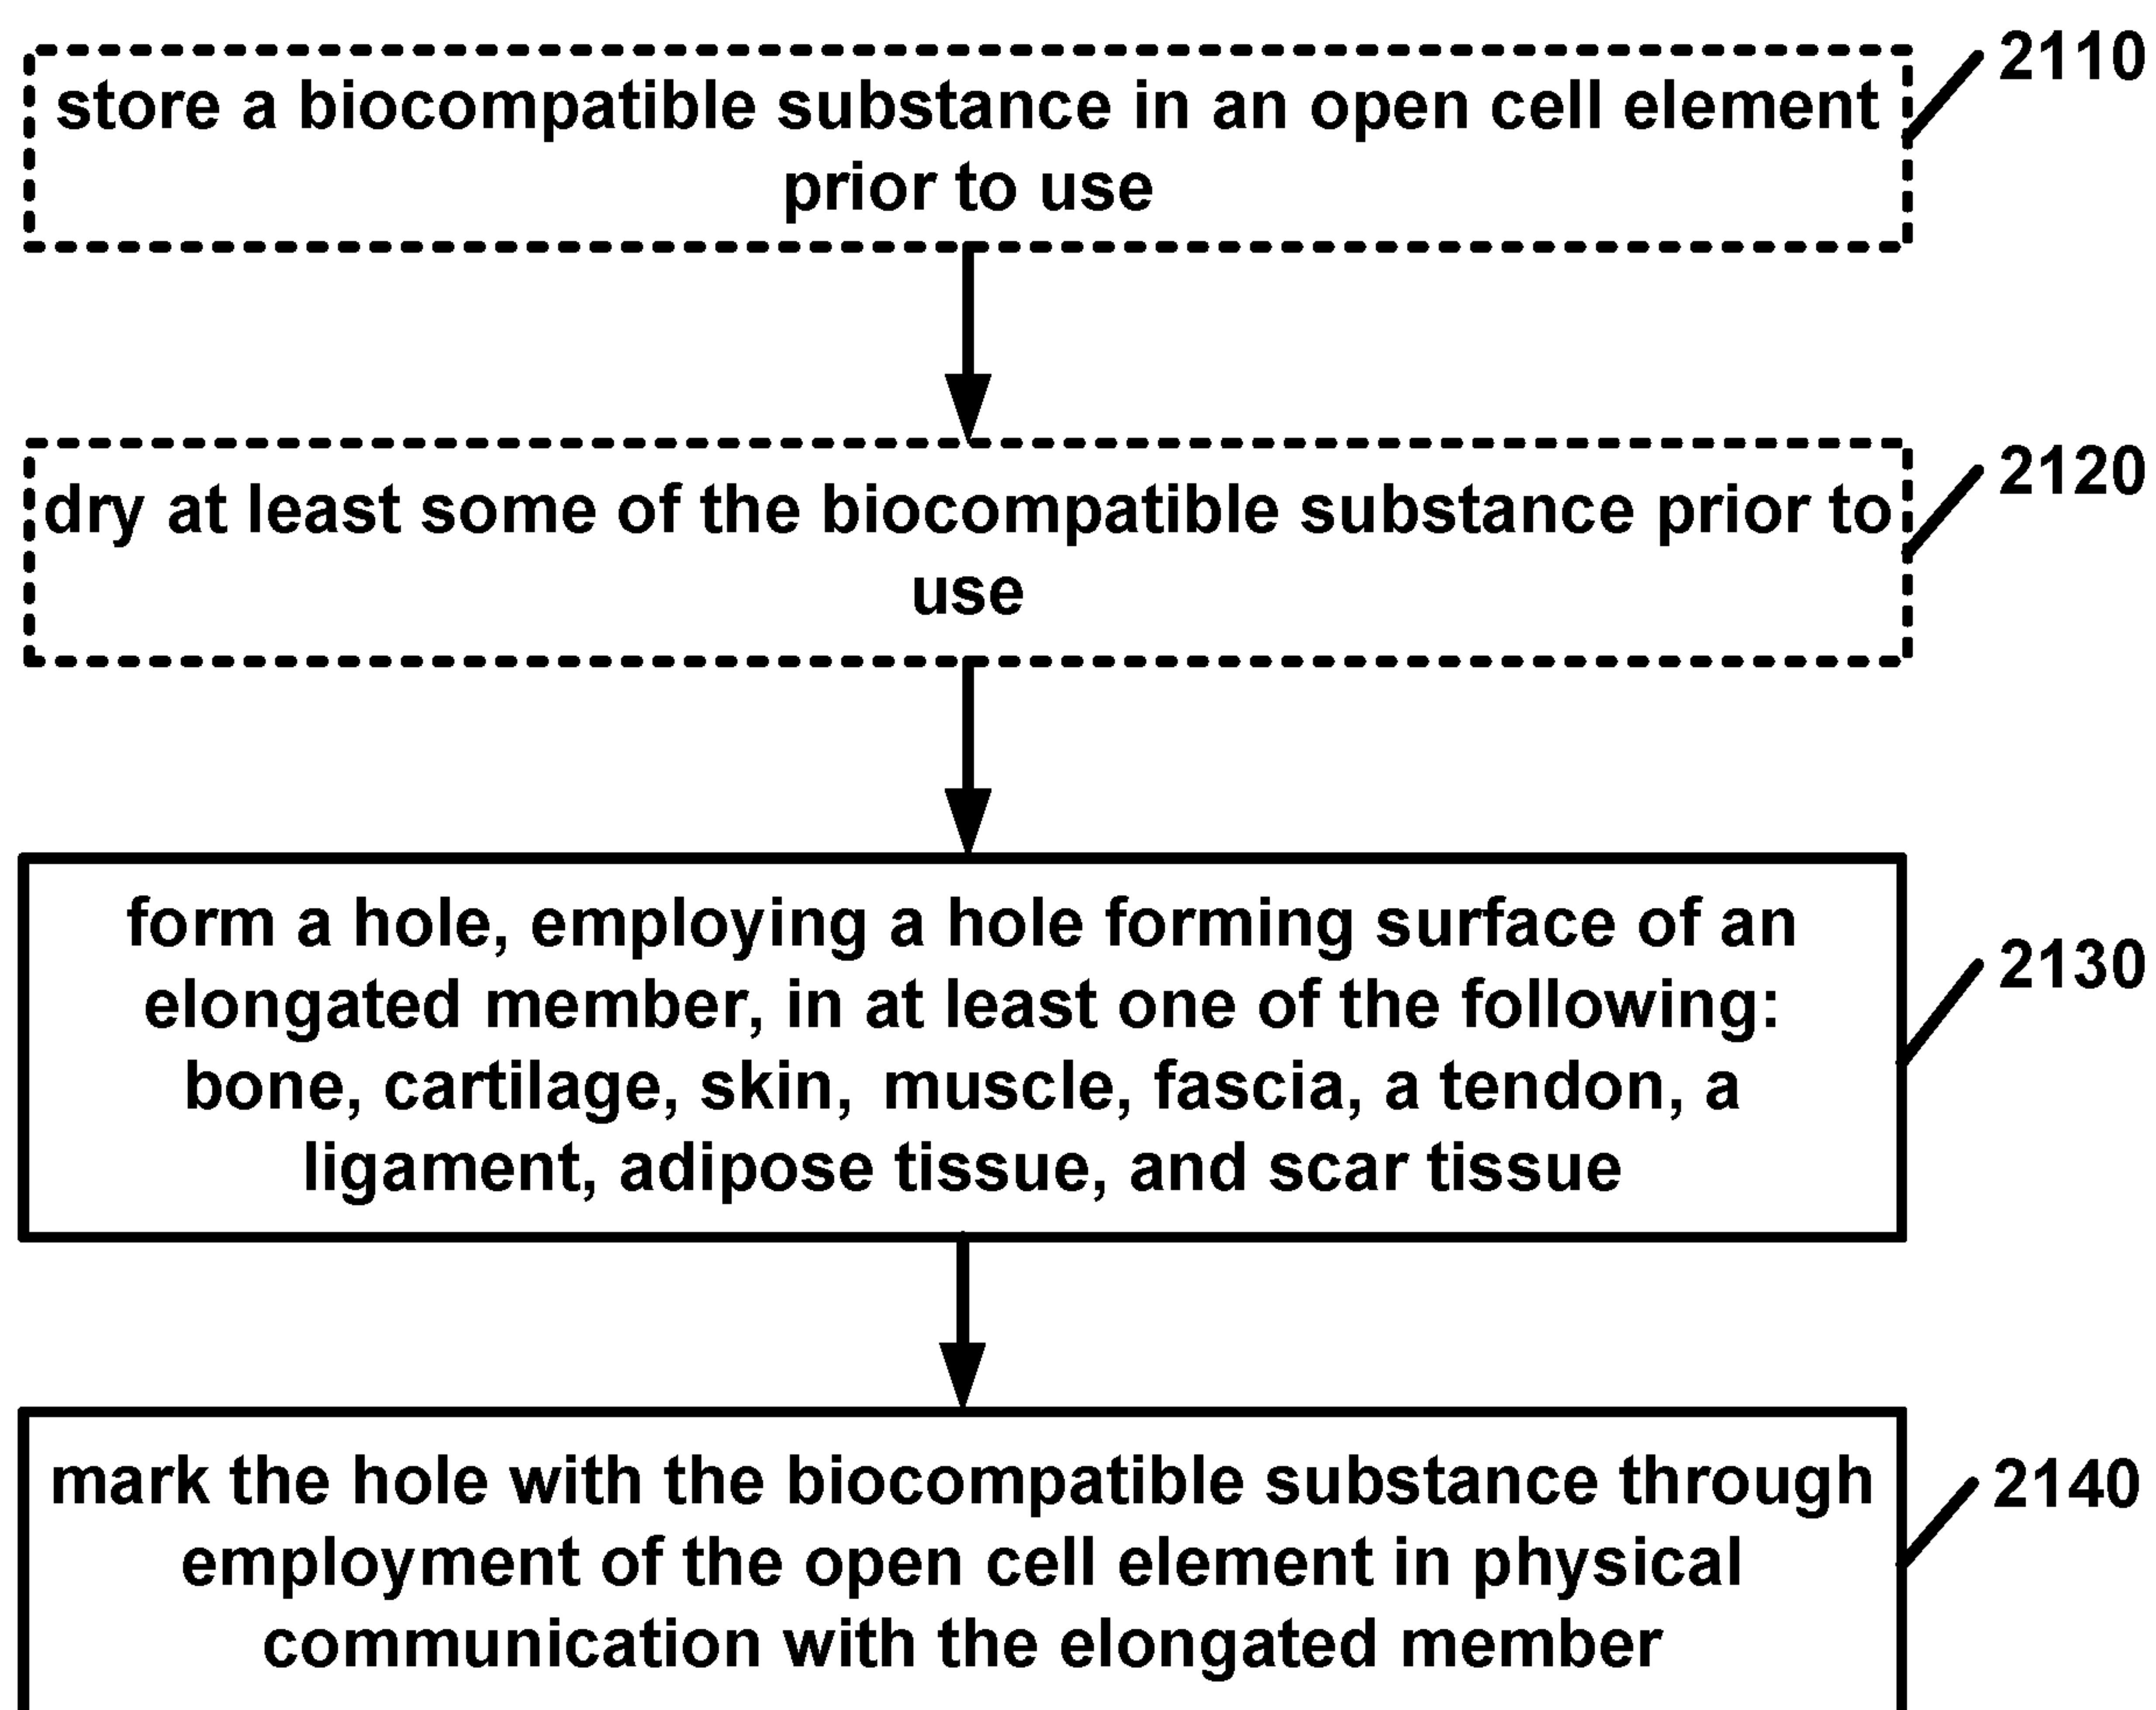 store a biocompatible substance in an open cell element
prior to use
2110
dry at least some of the biocompatible substance prior to
use
2120
form a hole, employing a hole forming surface of an
elongated member, in at least one of the following:
bone, cartilage, skin, muscle, fascia, a tendon, a
ligament, adipose tissue, and scar tissue
2130
mark the hole with the biocompatible substance through
employment of the open cell element in physical
communication with the elongated member
2140